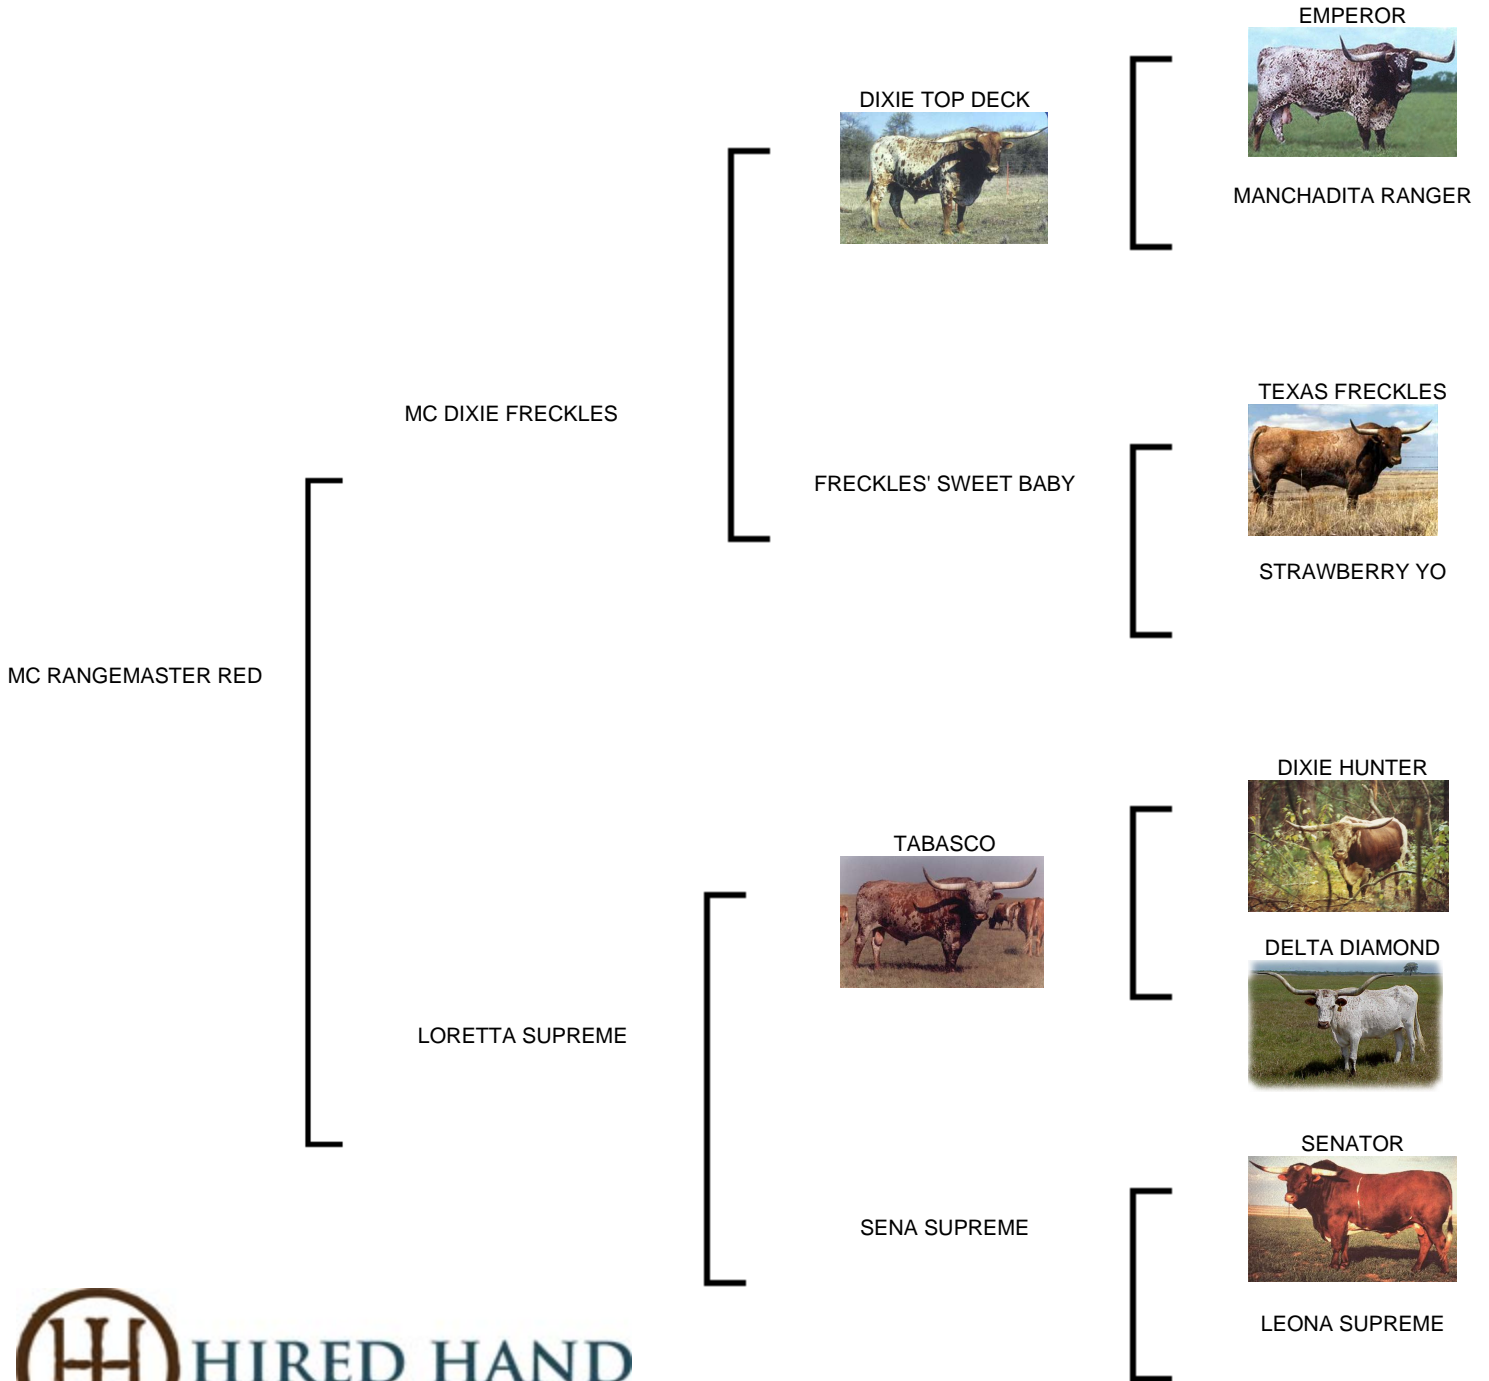 EMPEROR
DIXIE TOP DECK
MANCHADITA RANGER
TEXAS FRECKLES
MC DIXIE FRECKLES
FRECKLES' SWEET BABY
STRAWBERRY YO
MC RANGEMASTER RED
DIXIE HUNTER
TABASCO
DELTA DIAMOND
LORETTA SUPREME
SENATOR
SENA SUPREME
LEONA SUPREME
HIRED HAND